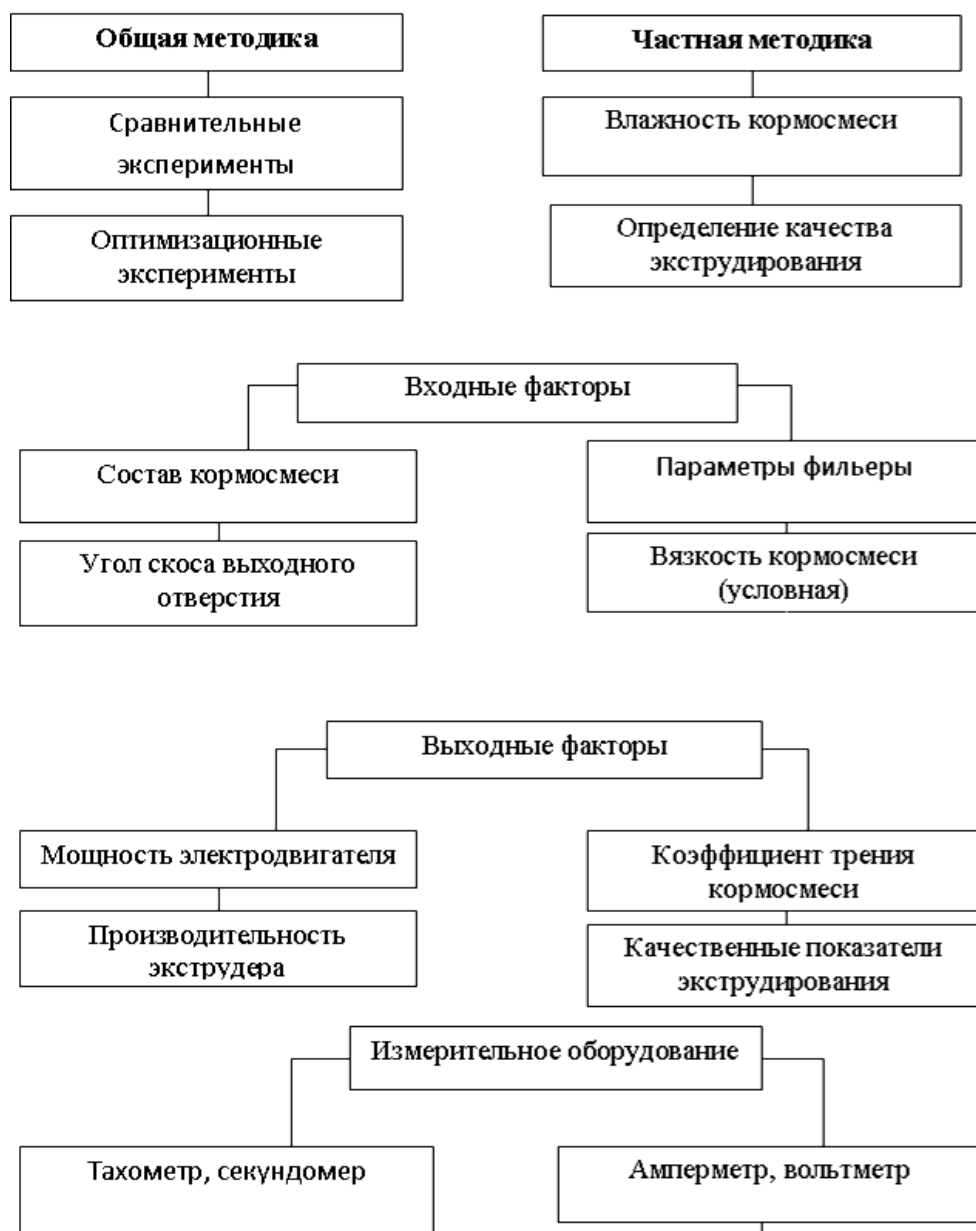 Общая методика
Частная методика
Сравнительные
эксперименты
Влажность кормосмеси
Оптимизационные
эксперименты
Определение качества
экструдирования
Входные факторы
Состав кормосмеси
Параметры фильеры
Угол скоса выходного
отверстия
Вязкость кормосмеси
(условная)
Выходные факторы
Мощность электродвигателя
Коэффициент трения
кормосмеси
Производительность
экструдера
Качественные показатели
экструдирования
Измерительное оборудование
Тахометр, секундомер
Амперметр, вольтметр